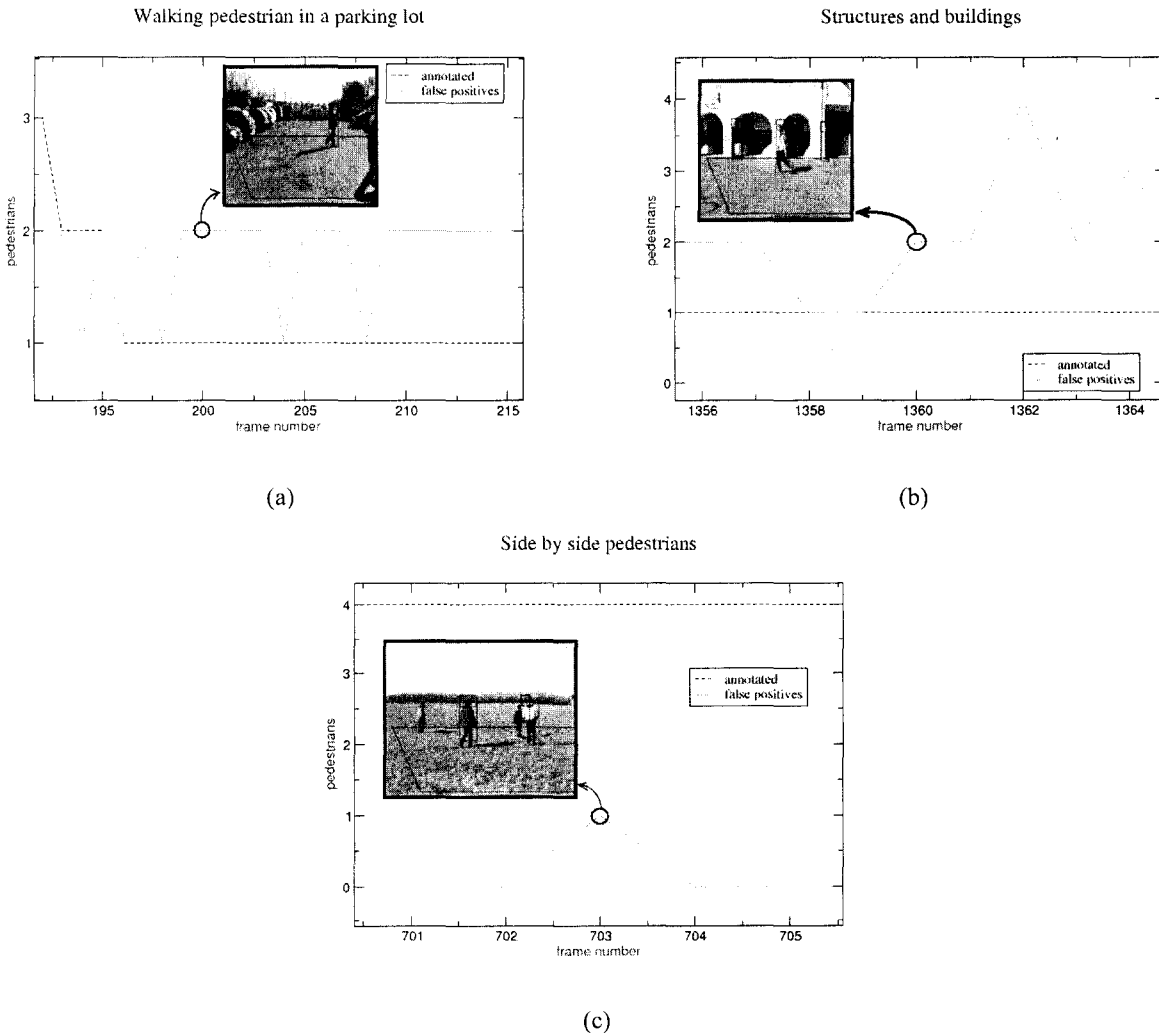 Walking pedestrian in a parking lot
annotated
false positives
3
2
1
pedestrians
195
200
205
210
215
frame number
(a)
Structures and buildings
4
3
2
1
0
pedestrians
annotated
false positives
1356
1358
1360
1362
1364
frame number
(b)
Side by side pedestrians
4
3
2
1
0
pedestrians
annotated
false positives
701
702
703
704
705
frame number
(c)